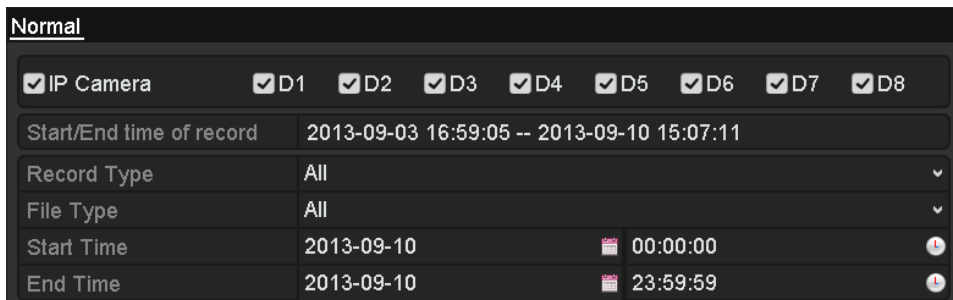 Normal
IP Camera D1 D2 D3 D4 D5 D6 D7 D8
Start/End time of record 2013-09-03 16:59:05 -- 2013-09-10 15:07:11
Record Type All
File Type All
Start Time 2013-09-10 00:00:00
End Time 2013-09-10 23:59:59